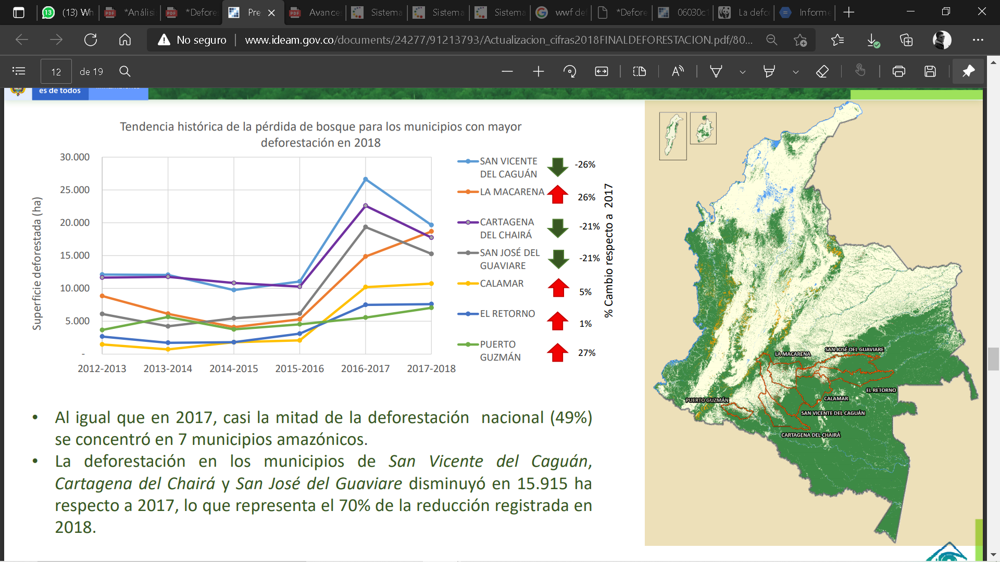 (13) Wh
*Análisi
*Defore
Pre
Avance
Sistema
Sistema
Sistema
wwf de
*Defore
06030c1
La defo
Informe
No seguro
www.ideam.gov.co/documents/24277/91213793/Actualizacion_cifras2018FINALDEFORESTACION.pdf/80...
12 de 19
es de todos
Tendencia histórica de la pérdida de bosque para los municipios con mayor
deforestación en 2018
Superficie deforestada (ha)
30.000
25.000
20.000
15.000
10.000
5.000
-
2012-2013 2013-2014 2014-2015 2015-2016 2016-2017 2017-2018
SAN VICENTE
DEL CAGUÁN
-26%
LA MACARENA
26%
CARTAGENA
DEL CHAIRÁ
-21%
SAN JOSÉ DEL
GUAVIARE
-21%
CALAMAR
5%
EL RETORNO
1%
PUERTO
GUZMÁN
27%
% Cambio respecto a 2017
LA MACARENA
SAN JOSÉ DEL GUAVIARE
EL RETORNO
PUERTO GUZMÁN
CALAMAR
SAN VICENTE DEL CAGUÁN
CARTAGENA DEL CHAIRÁ
• Al igual que en 2017, casi la mitad de la deforestación nacional (49%)
se concentró en 7 municipios amazónicos.
• La deforestación en los municipios de San Vicente del Caguán,
Cartagena del Chairá y San José del Guaviare disminuyó en 15.915 ha
respecto a 2017, lo que representa el 70% de la reducción registrada en
2018.